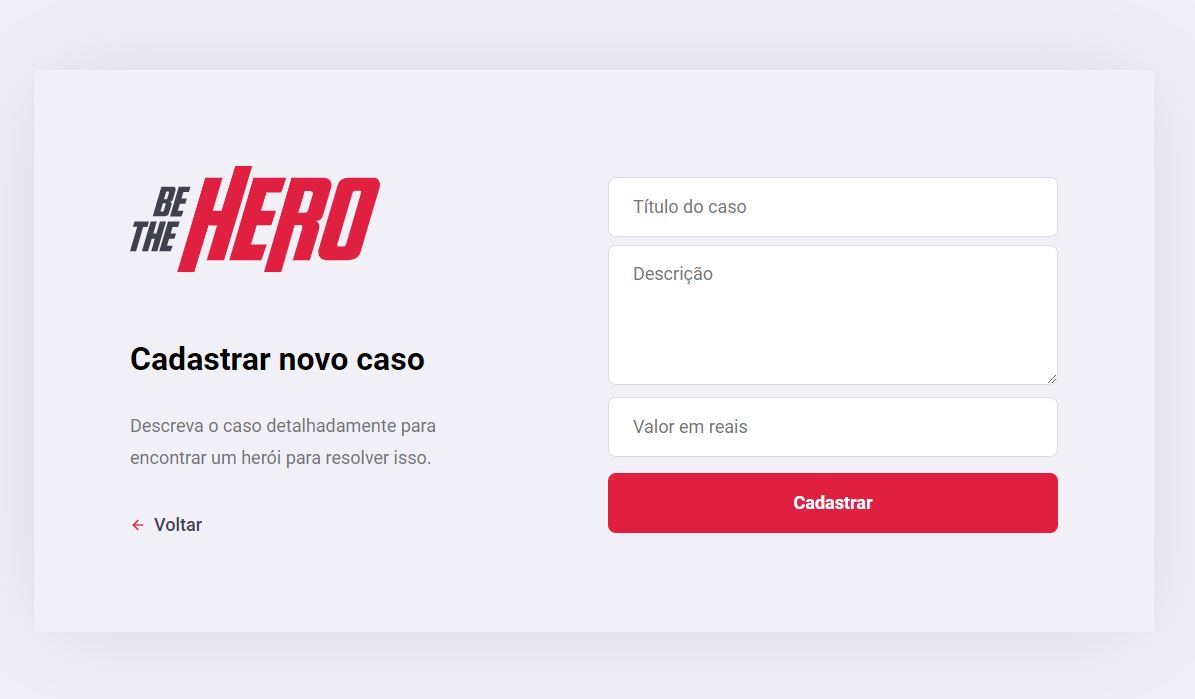 BE
THE HERO
Cadastrar novo caso
Descreva o caso detalhadamente para
encontrar um herói para resolver isso.
Voltar
Título do caso
Descrição
Valor em reais
Cadastrar